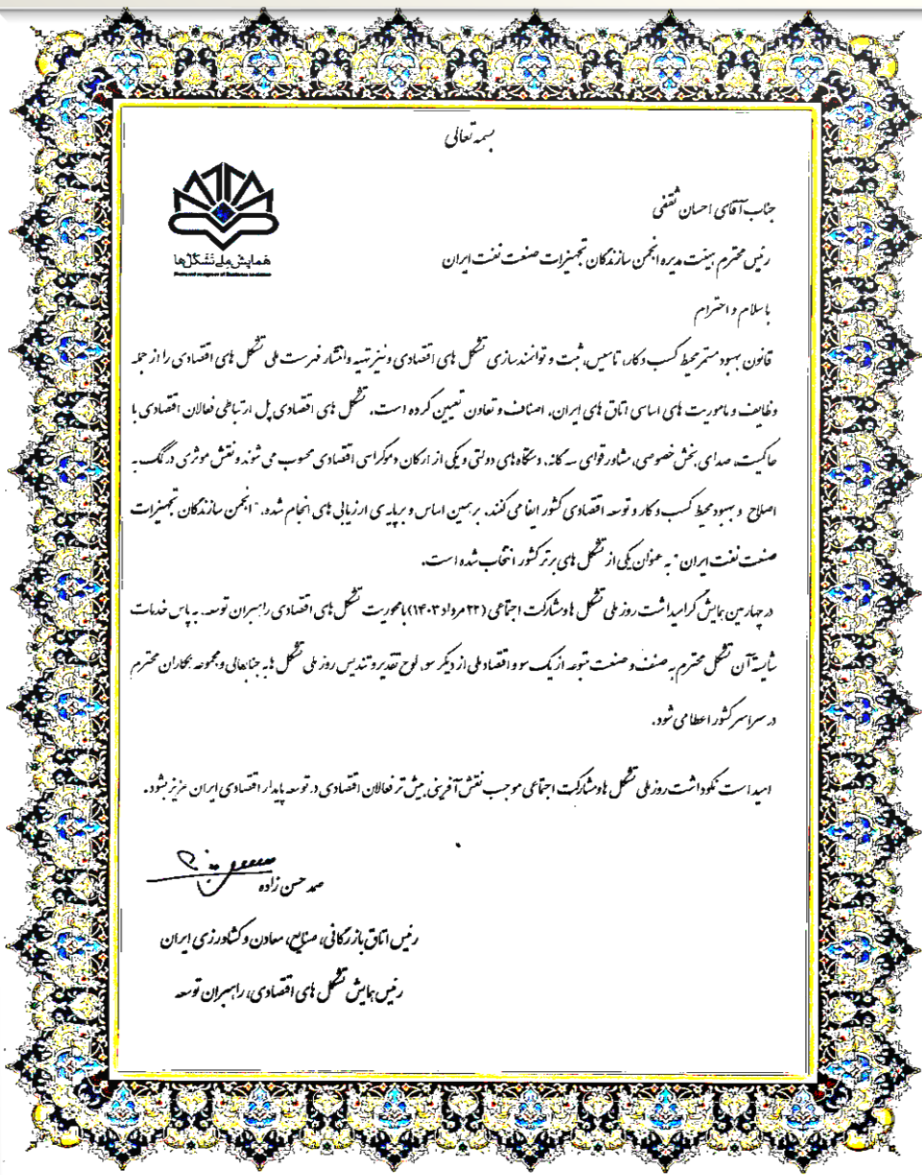 بسمه تعالی
همایش ملی تشکل‌ها
جناب آقای احسان ثقفی
رئیس محترم هیئت مدیره انجمن سازندگان تجهیزات صنعت نفت ایران
با سلام و احترام
قانون بهبود مستمر محیط کسب و کار، تاسیس، ثبت و توانمندسازی تشکل های اقتصادی و نیز تهیه و انتشار فهرست ملی تشکل های اقتصادی را از جمله
وظایف و ماموریت های اساسی اتاق های ایران، اصناف و تعاون تعیین کرده است. تشکل های اقتصادی پل ارتباطی فعالان اقتصادی با
حاکمیت، صدای بخش خصوصی، مشاور قوای سه گانه، دستگاه های دولتی و یکی از ارکان دموکراسی اقتصادی محسوب می شوند و نقش موثری در کمک به
اصلاح و بهبود محیط کسب و کار و توسعه اقتصادی کشور ایفا می کنند. بر همین اساس و بر پایه ی ارزیابی های انجام شده، "انجمن سازندگان تجهیزات
صنعت نفت ایران" به عنوان یکی از تشکل های برتر کشور انتخاب شده است.
در چهارمین همایش گرامیداشت روز ملی تشکل ها و مشارکت اجتماعی (۲۲ مرداد ۱۴۰۳) با محوریت تشکل های اقتصادی راهبران توسعه، به پاس خدمات
شایسته آن تشکل محترم به صنف و صنعت متبوعه از یک سو و اقتصاد ملی از دیگر سو، لوح تقدیر و تندیس روز ملی تشکل ها به جنابعالی و مجموعه همکاران محترم
در سراسر کشور اعطا می شود.
امید است نکوداشت روز ملی تشکل ها و مشارکت اجتماعی موجب نقش آفرینی بیش تر فعالان اقتصادی در توسعه پایدار اقتصادی ایران عزیز بشود.
صمد حسن زاده
رئیس اتاق بازرگانی، صنایع، معادن و کشاورزی ایران
رئیس همایش تشکل های اقتصادی، راهبران توسعه